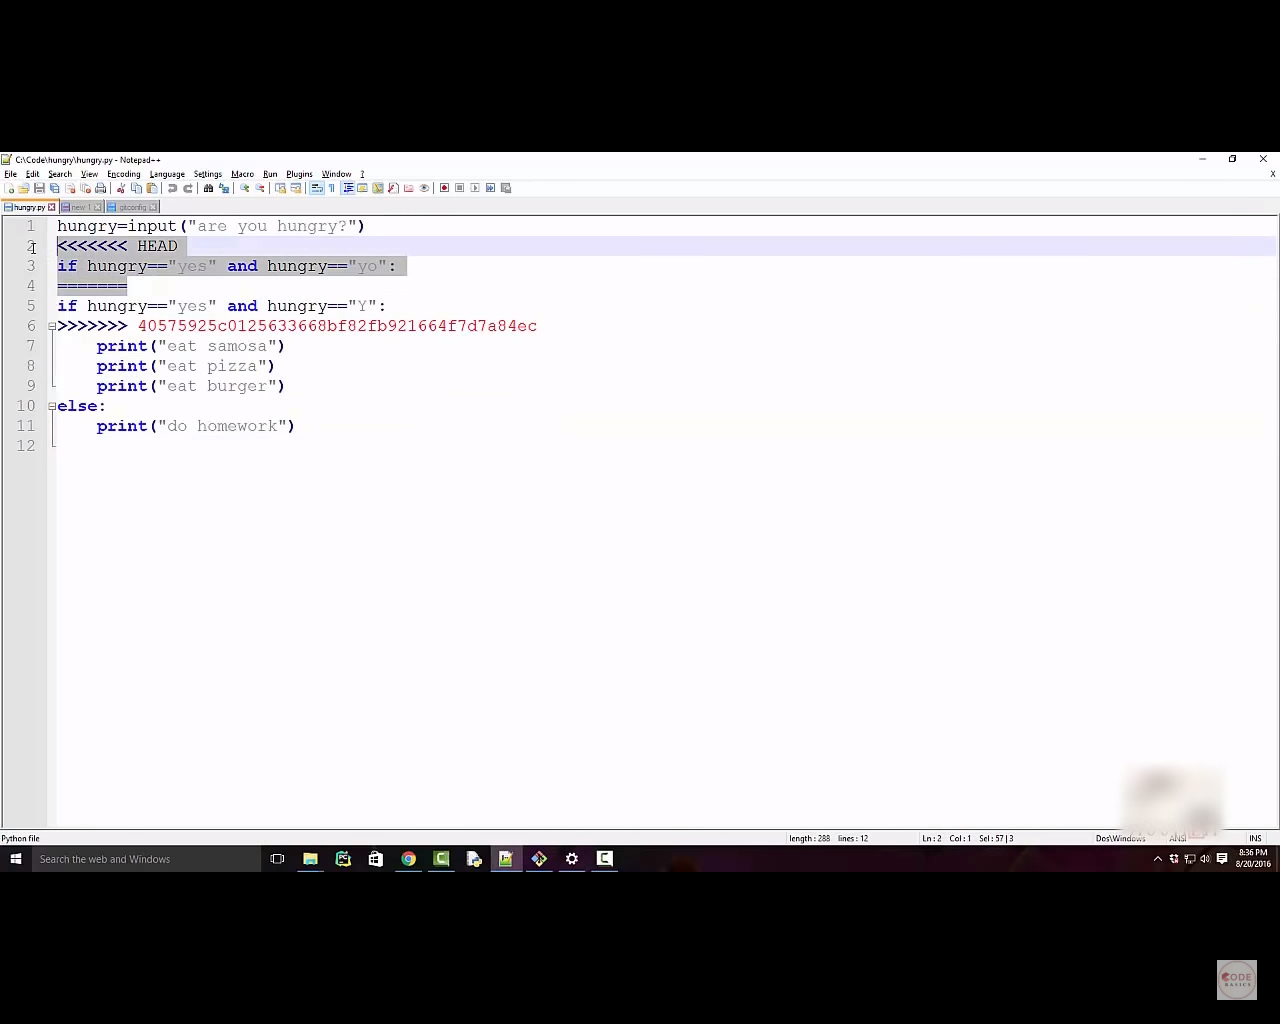 C:\Code\hungry\hungry.py - Notepad++
File Edit Search View Encoding Language Settings Macro Run Plugins Window ?
X
hungry.py new 1 gitconfig
1 hungry=input("are you hungry?")
2 <<<<<<< HEAD
3 if hungry=="yes" and hungry=="yo":
4 =======
5 if hungry=="yes" and hungry=="Y":
6 >>>>>>> 40575925c0125633668bf82fb921664f7d7a84ec
7 print("eat samosa")
8 print("eat pizza")
9 print("eat burger")
10 else:
11 print("do homework")
12
Python file length : 288 lines : 12 Ln : 2 Col : 1 Sel : 57 | 3 Dos\Windows ANSI INS
Search the web and Windows
8:36 PM
8/20/2016
CODE
BASICS